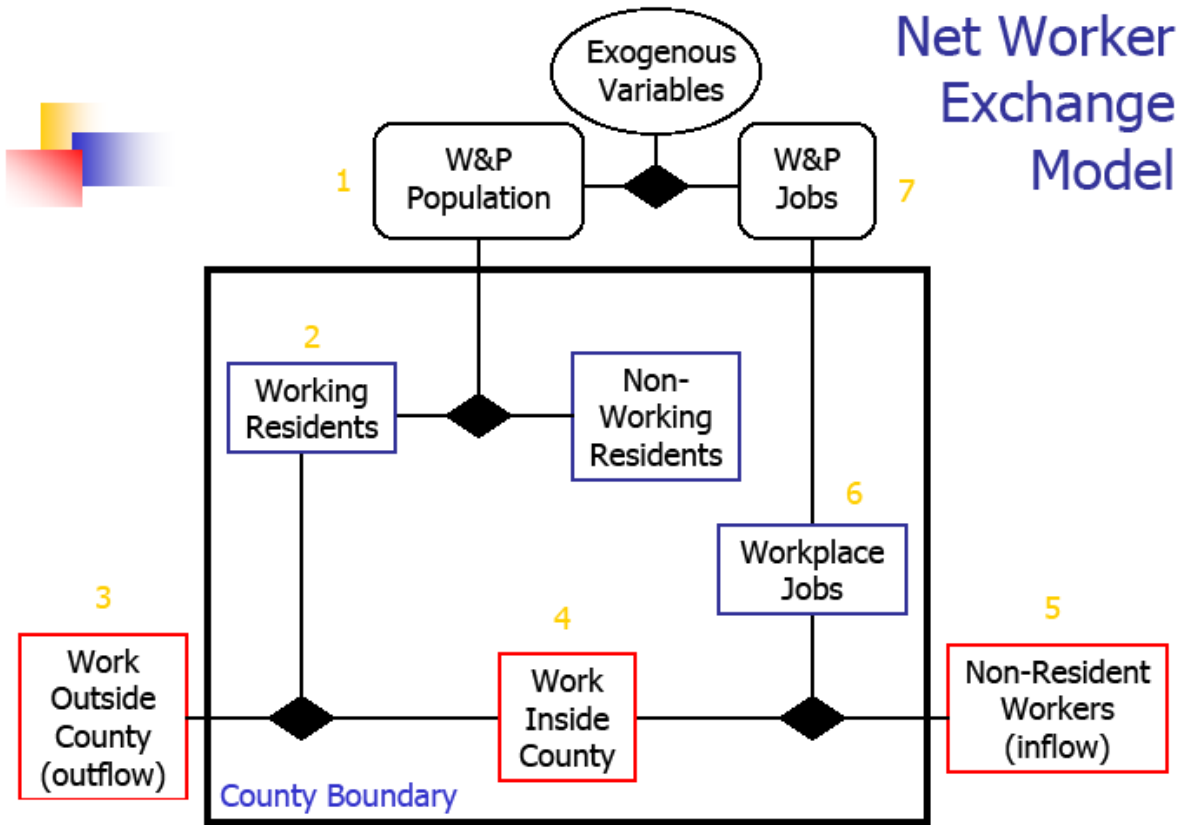 Net Worker
Exchange
Model
Exogenous
Variables
1
W&P
Population
W&P
Jobs
7
2
Working
Residents
Non-
Working
Residents
6
Workplace
Jobs
3
Work
Outside
County
(outflow)
4
Work
Inside
County
5
Non-Resident
Workers
(inflow)
County Boundary